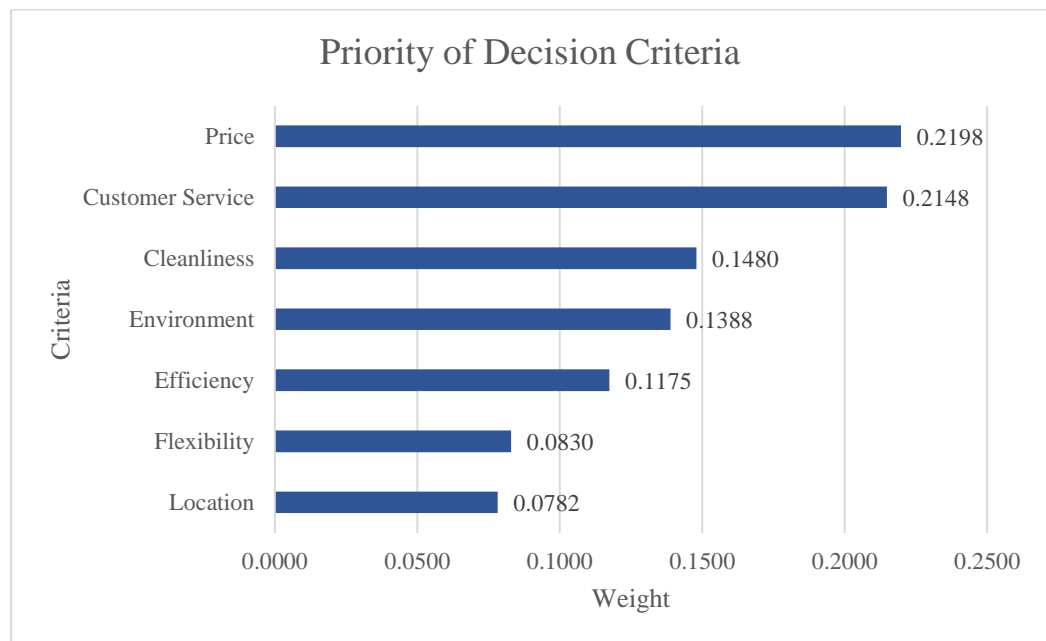 Priority of Decision Criteria
Criteria
Price 0.2198
Customer Service 0.2148
Cleanliness 0.1480
Environment 0.1388
Efficiency 0.1175
Flexibility 0.0830
Location 0.0782
0.0000 0.0500 0.1000 0.1500 0.2000 0.2500
Weight